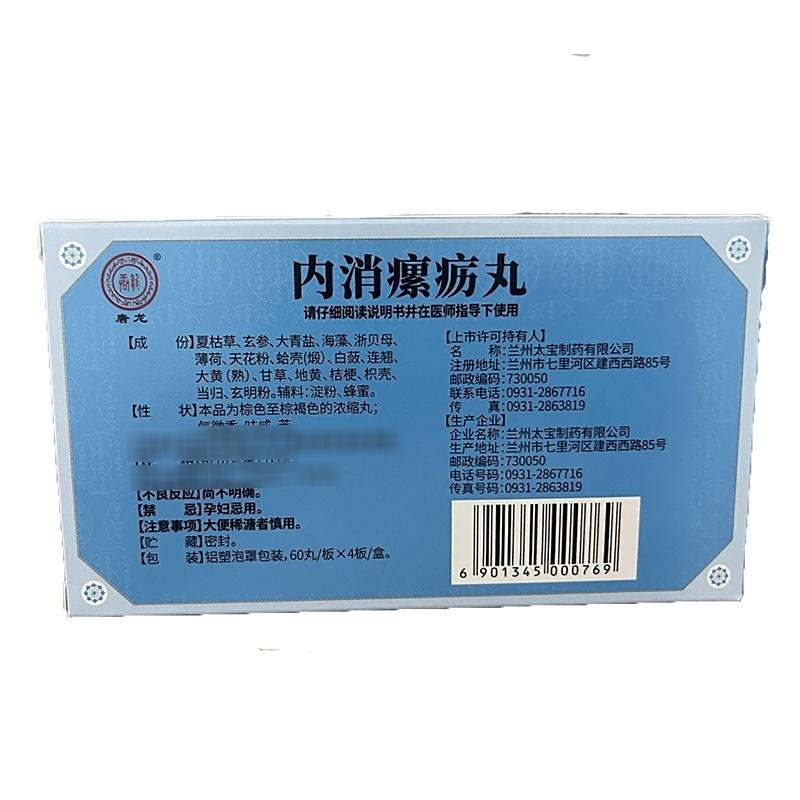 唐龙
®
内消瘰疬丸
请仔细阅读说明书并在医师指导下使用
【成 份】夏枯草、玄参、大青盐、海藻、浙贝母、
薄荷、天花粉、蛤壳(煅)、白蔹、连翘、
大黄(熟)、甘草、地黄、桔梗、枳壳、
当归、玄明粉。辅料：淀粉、蜂蜜。
【性 状】本品为棕色至棕褐色的浓缩丸；
【不良反应】尚不明确。
【禁 忌】孕妇忌用。
【注意事项】大便稀溏者慎用。
【贮 藏】密封。
【包 装】铝塑泡罩包装，60丸/板×4板/盒。
【上市许可持有人】
名 称：兰州太宝制药有限公司
注册地址：兰州市七里河区建西西路85号
邮政编码：730050
联系电话：0931-2867716
传 真：0931-2863819
【生产企业】
企业名称：兰州太宝制药有限公司
生产地址：兰州市七里河区建西西路85号
邮政编码：730050
电话号码：0931-2867716
传真号码：0931-2863819
6 901345 000769